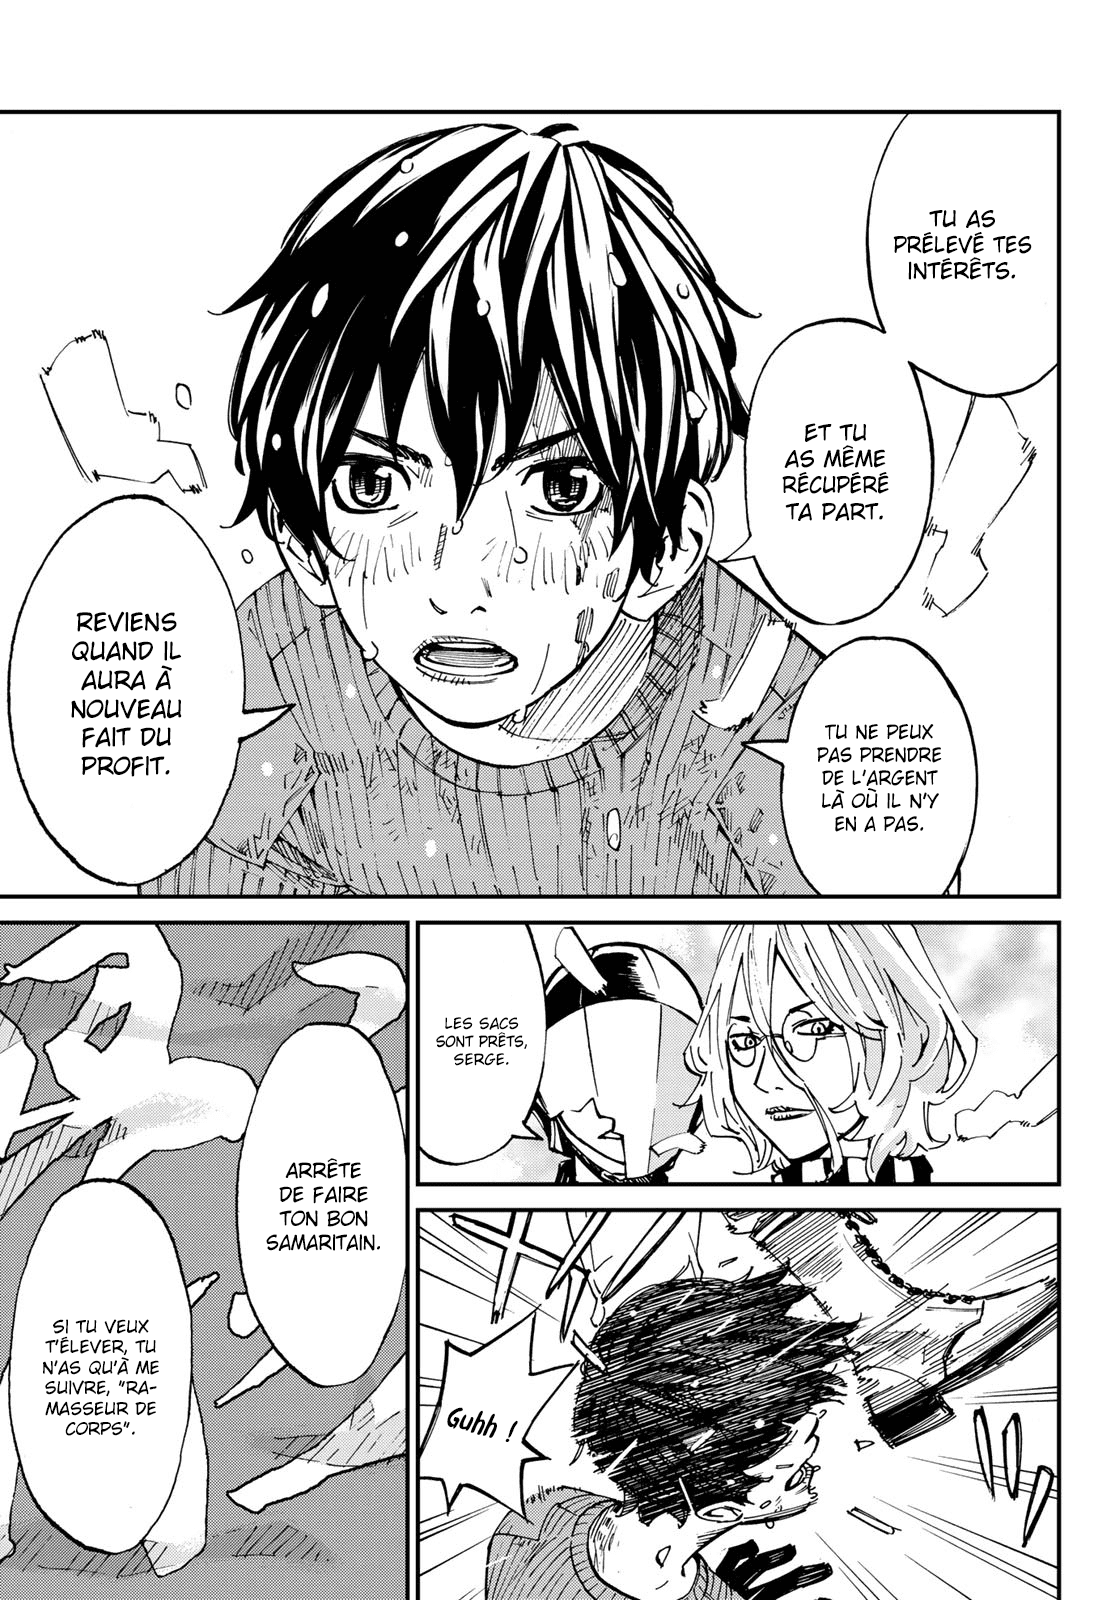 TU AS
PRÉLEVÉ TES
INTÉRÊTS.
ET TU
AS MÊME
RÉCUPÉRÉ
TA PART.
TU NE PEUX
PAS PRENDRE
DE L'ARGENT
LÀ OÙ IL N'Y
EN A PAS.
REVIENS
QUAND IL
AURA À
NOUVEAU
FAIT DU
PROFIT.
LES SACS
SONT PRÊTS,
SERGE.
Guhh !
ARRÊTE
DE FAIRE
TON BON
SAMARITAIN.
SI TU VEUX
T'ÉLEVER, TU
N'AS QU'À ME
SUIVRE, "RA-
MASSEUR DE
CORPS".